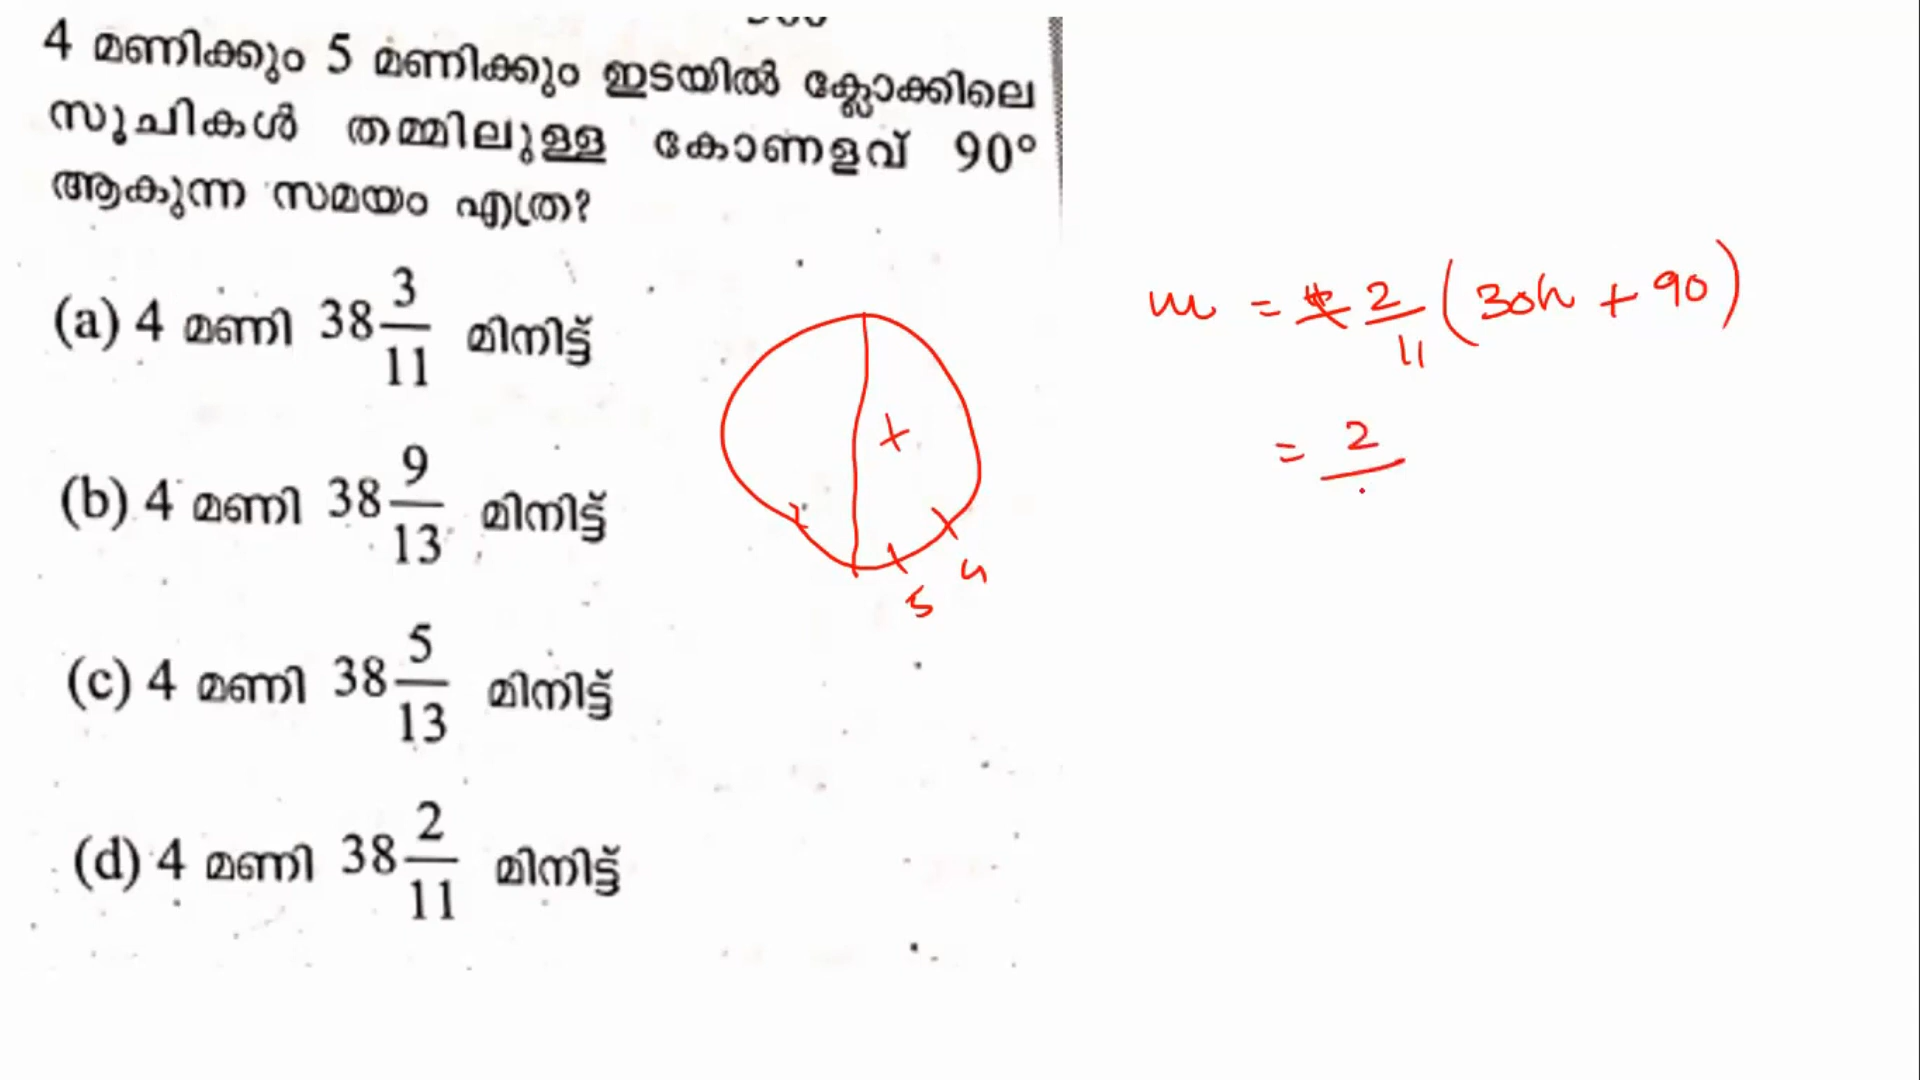 4 മണിക്കും 5 മണിക്കും ഇടയിൽ ക്ലോക്കിലെ
സൂചികൾ തമ്മിലുള്ള കോണളവ് 90°
ആകുന്ന സമയം എത്ര?
(a) 4 മണി 38 3/11 മിനിട്ട്
(b) 4 മണി 38 9/13 മിനിട്ട്
(c) 4 മണി 38 5/13 മിനിട്ട്
(d) 4 മണി 38 2/11 മിനിട്ട്
4
5
m = 2/11 (30h + 90)
= 2